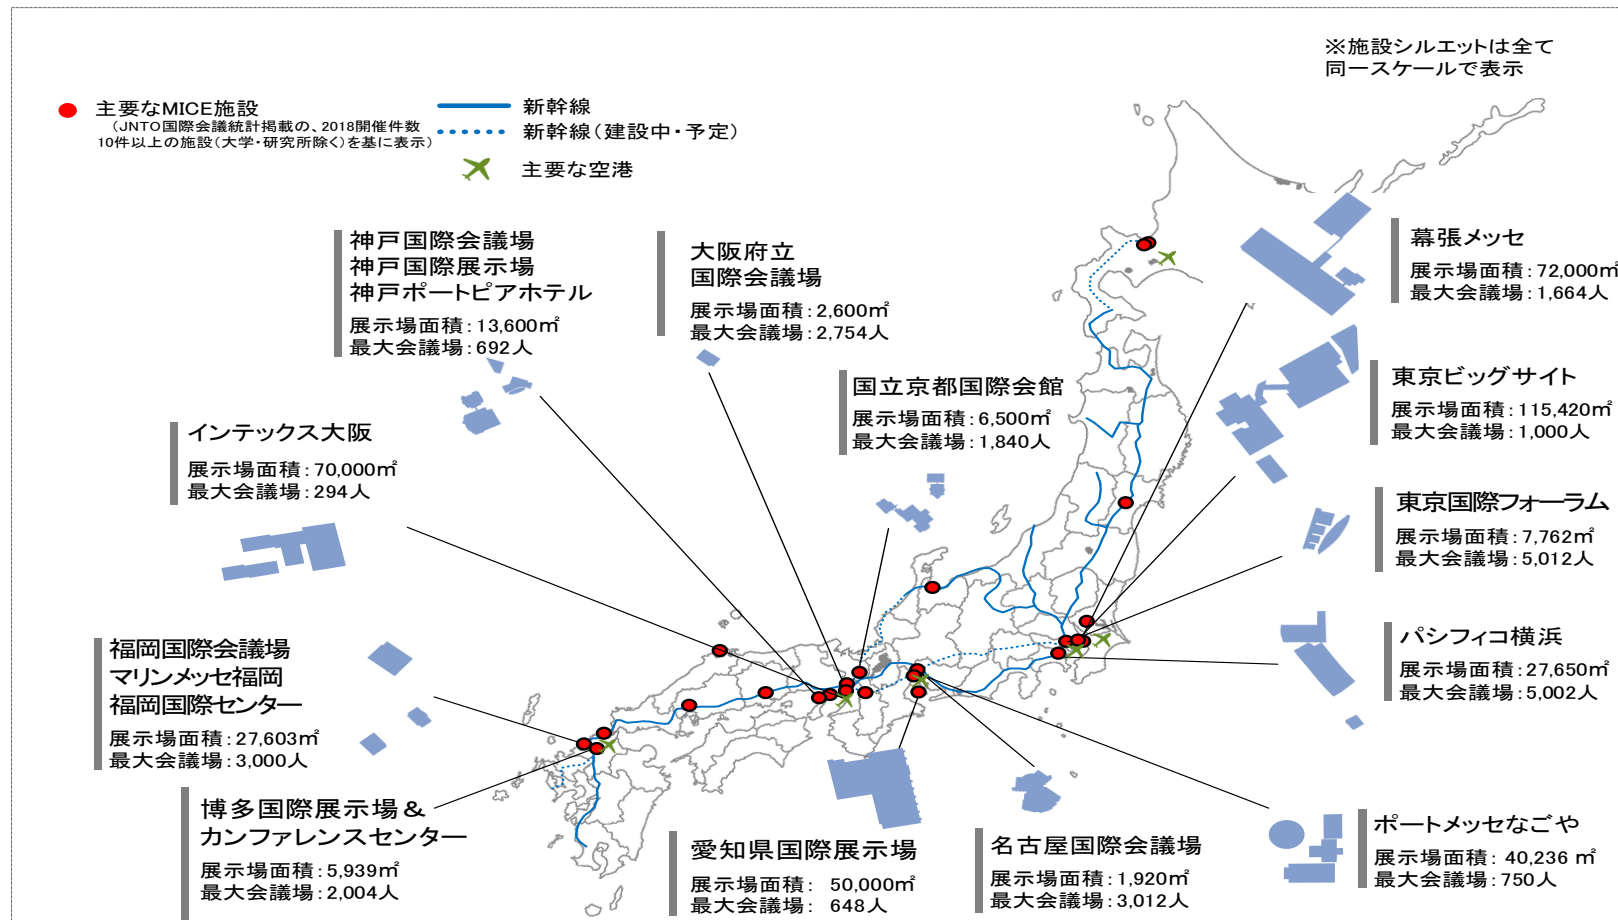 ※施設シルエットは全て
同一スケールで表示
主要なMICE施設
（JNTO国際会議統計掲載の、2018開催件数
10件以上の施設（大学・研究所除く）を基に表示）
新幹線
新幹線（建設中・予定）
主要な空港
神戸国際会議場
神戸国際展示場
神戸ポートピアホテル
展示場面積：13,600㎡
最大会議場：692人
大阪府立
国際会議場
展示場面積：2,600㎡
最大会議場：2,754人
国立京都国際会館
展示場面積：6,500㎡
最大会議場：1,840人
幕張メッセ
展示場面積：72,000㎡
最大会議場：1,664人
東京ビッグサイト
展示場面積：115,420㎡
最大会議場：1,000人
インテックス大阪
展示場面積：70,000㎡
最大会議場：294人
東京国際フォーラム
展示場面積：7,762㎡
最大会議場：5,012人
パシフィコ横浜
展示場面積：27,650㎡
最大会議場：5,002人
福岡国際会議場
マリンメッセ福岡
福岡国際センター
展示場面積：27,603㎡
最大会議場：3,000人
博多国際展示場＆
カンファレンスセンター
展示場面積：5,939㎡
最大会議場：2,004人
愛知県国際展示場
展示場面積： 50,000㎡
最大会議場： 648人
名古屋国際会議場
展示場面積：1,920㎡
最大会議場：3,012人
ポートメッセなごや
展示場面積： 40,236 ㎡
最大会議場：750人